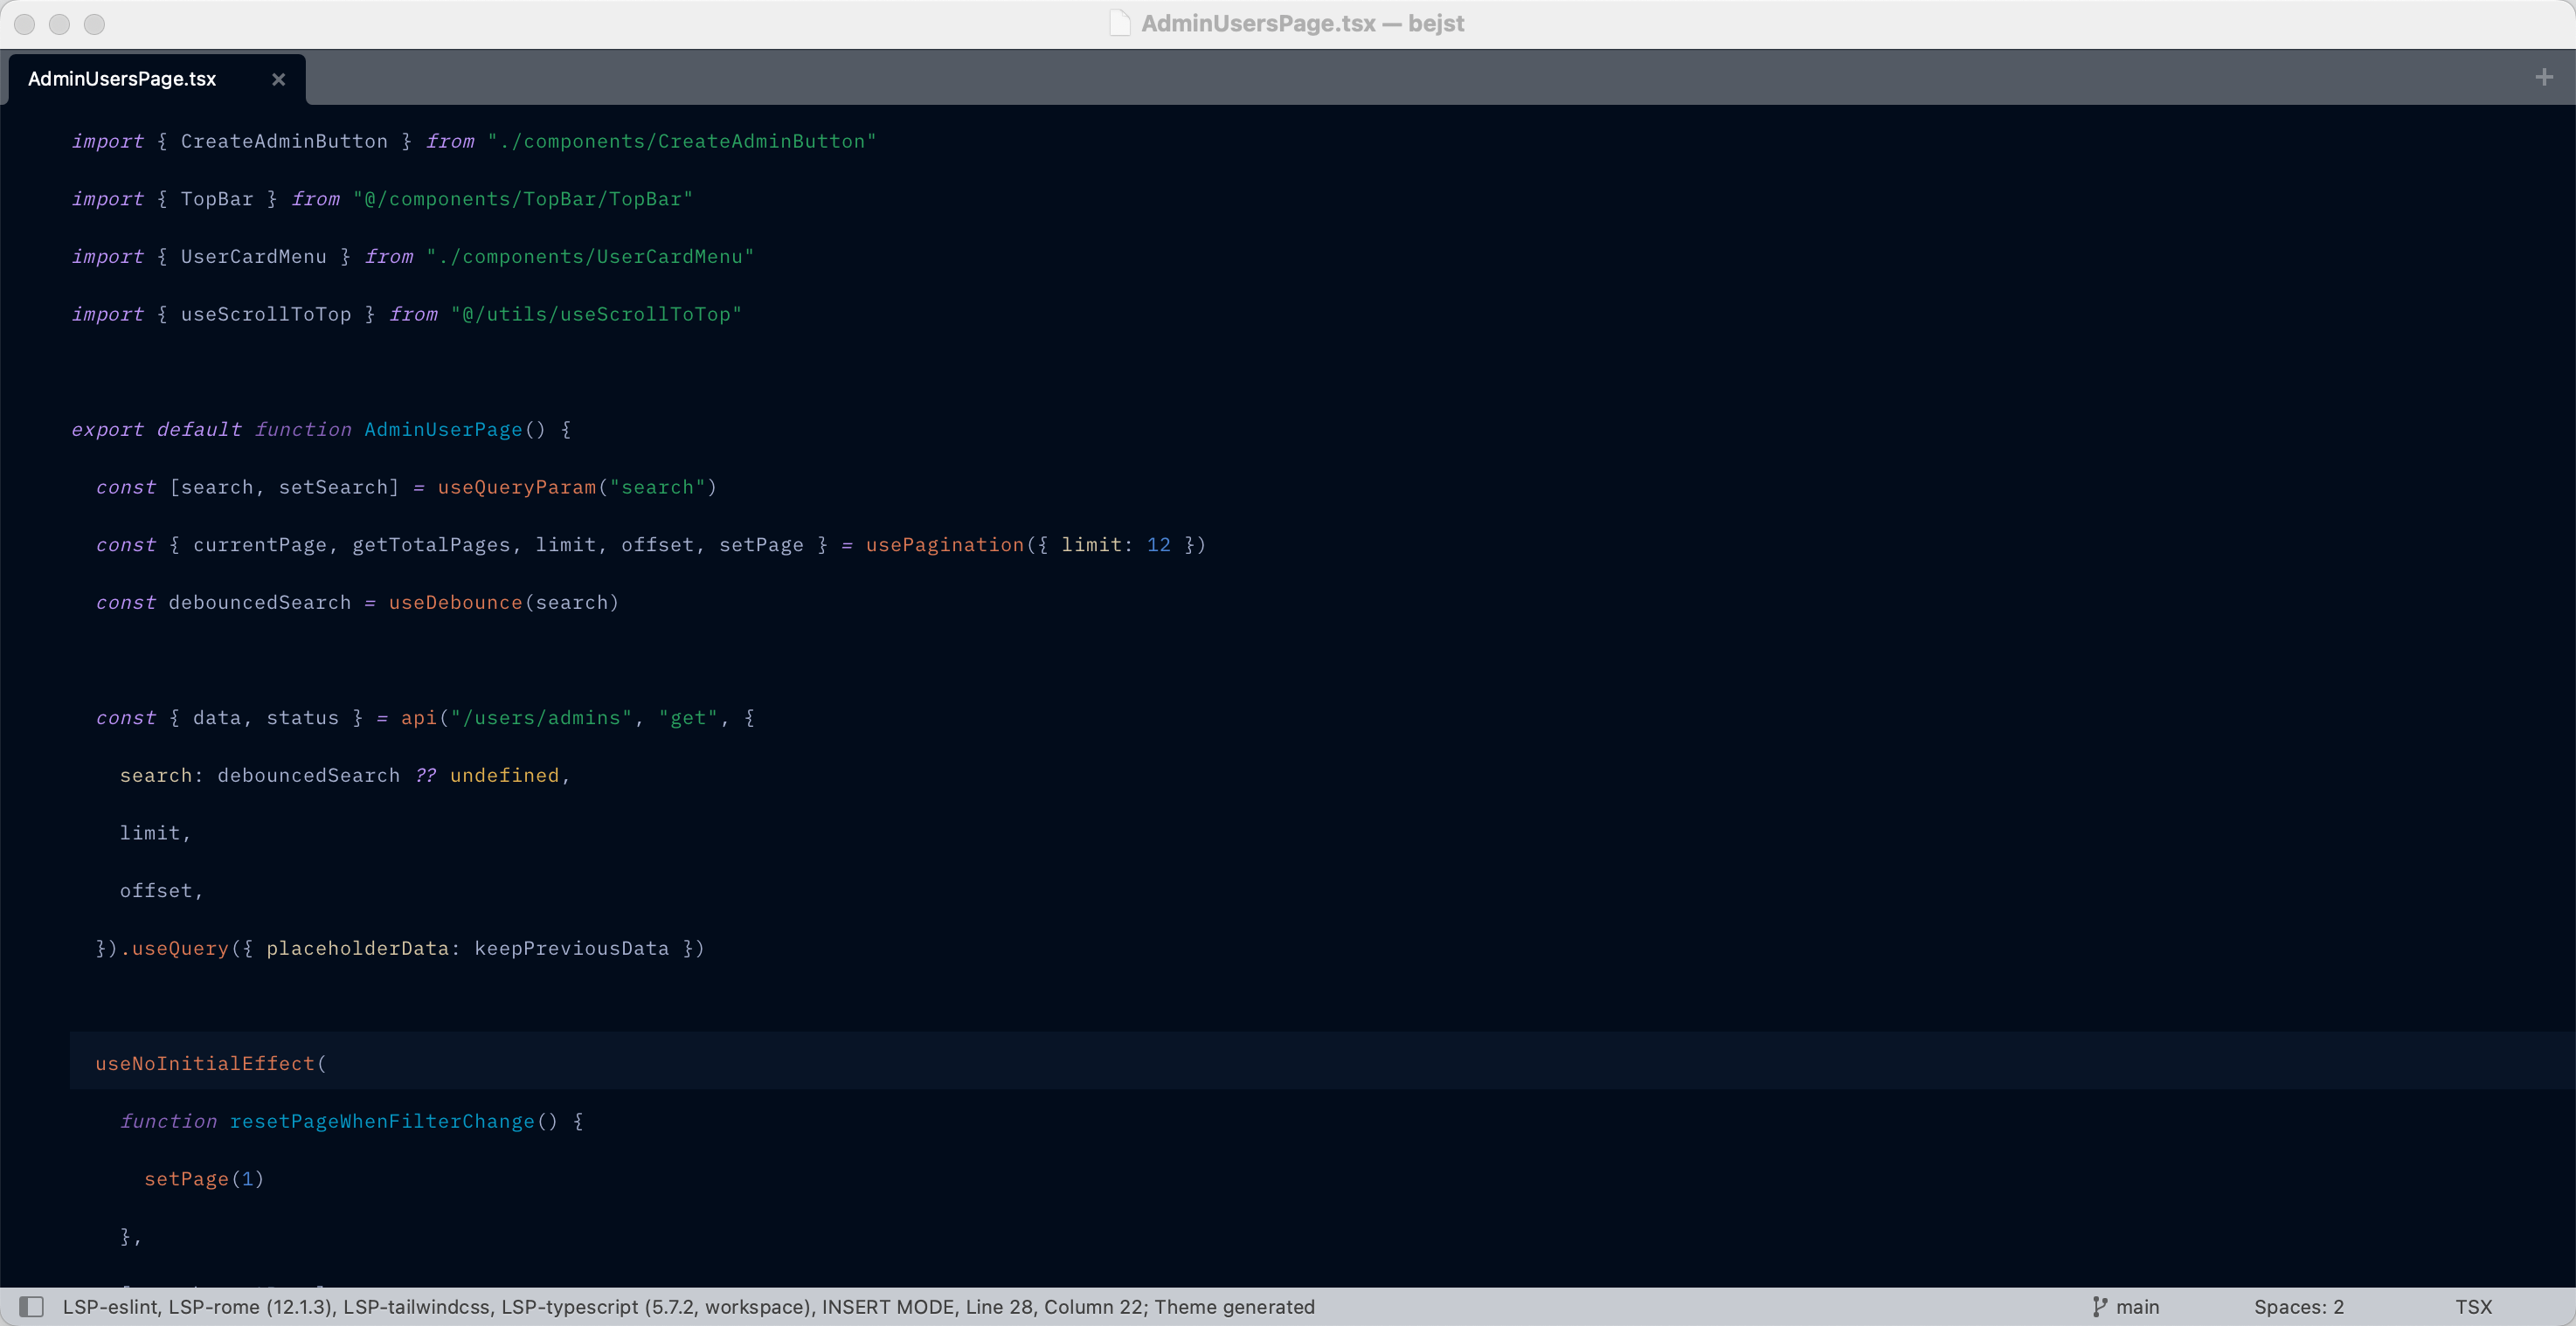 AdminUsersPage.tsx — bejst
AdminUsersPage.tsx
import { CreateAdminButton } from "./components/CreateAdminButton"
import { TopBar } from "@/components/TopBar/TopBar"
import { UserCardMenu } from "./components/UserCardMenu"
import { useScrollToTop } from "@/utils/useScrollToTop"
export default function AdminUserPage() {
const [search, setSearch] = useQueryParam("search")
const { currentPage, getTotalPages, limit, offset, setPage } = usePagination({ limit: 12 })
const debouncedSearch = useDebounce(search)
const { data, status } = api("/users/admins", "get", {
search: debouncedSearch ?? undefined,
limit,
offset,
}).useQuery({ placeholderData: keepPreviousData })
useNoInitialEffect(
function resetPageWhenFilterChange() {
setPage(1)
},
LSP-eslint, LSP-rome (12.1.3), LSP-tailwindcss, LSP-typescript (5.7.2, workspace), INSERT MODE, Line 28, Column 22; Theme generated
main
Spaces: 2
TSX